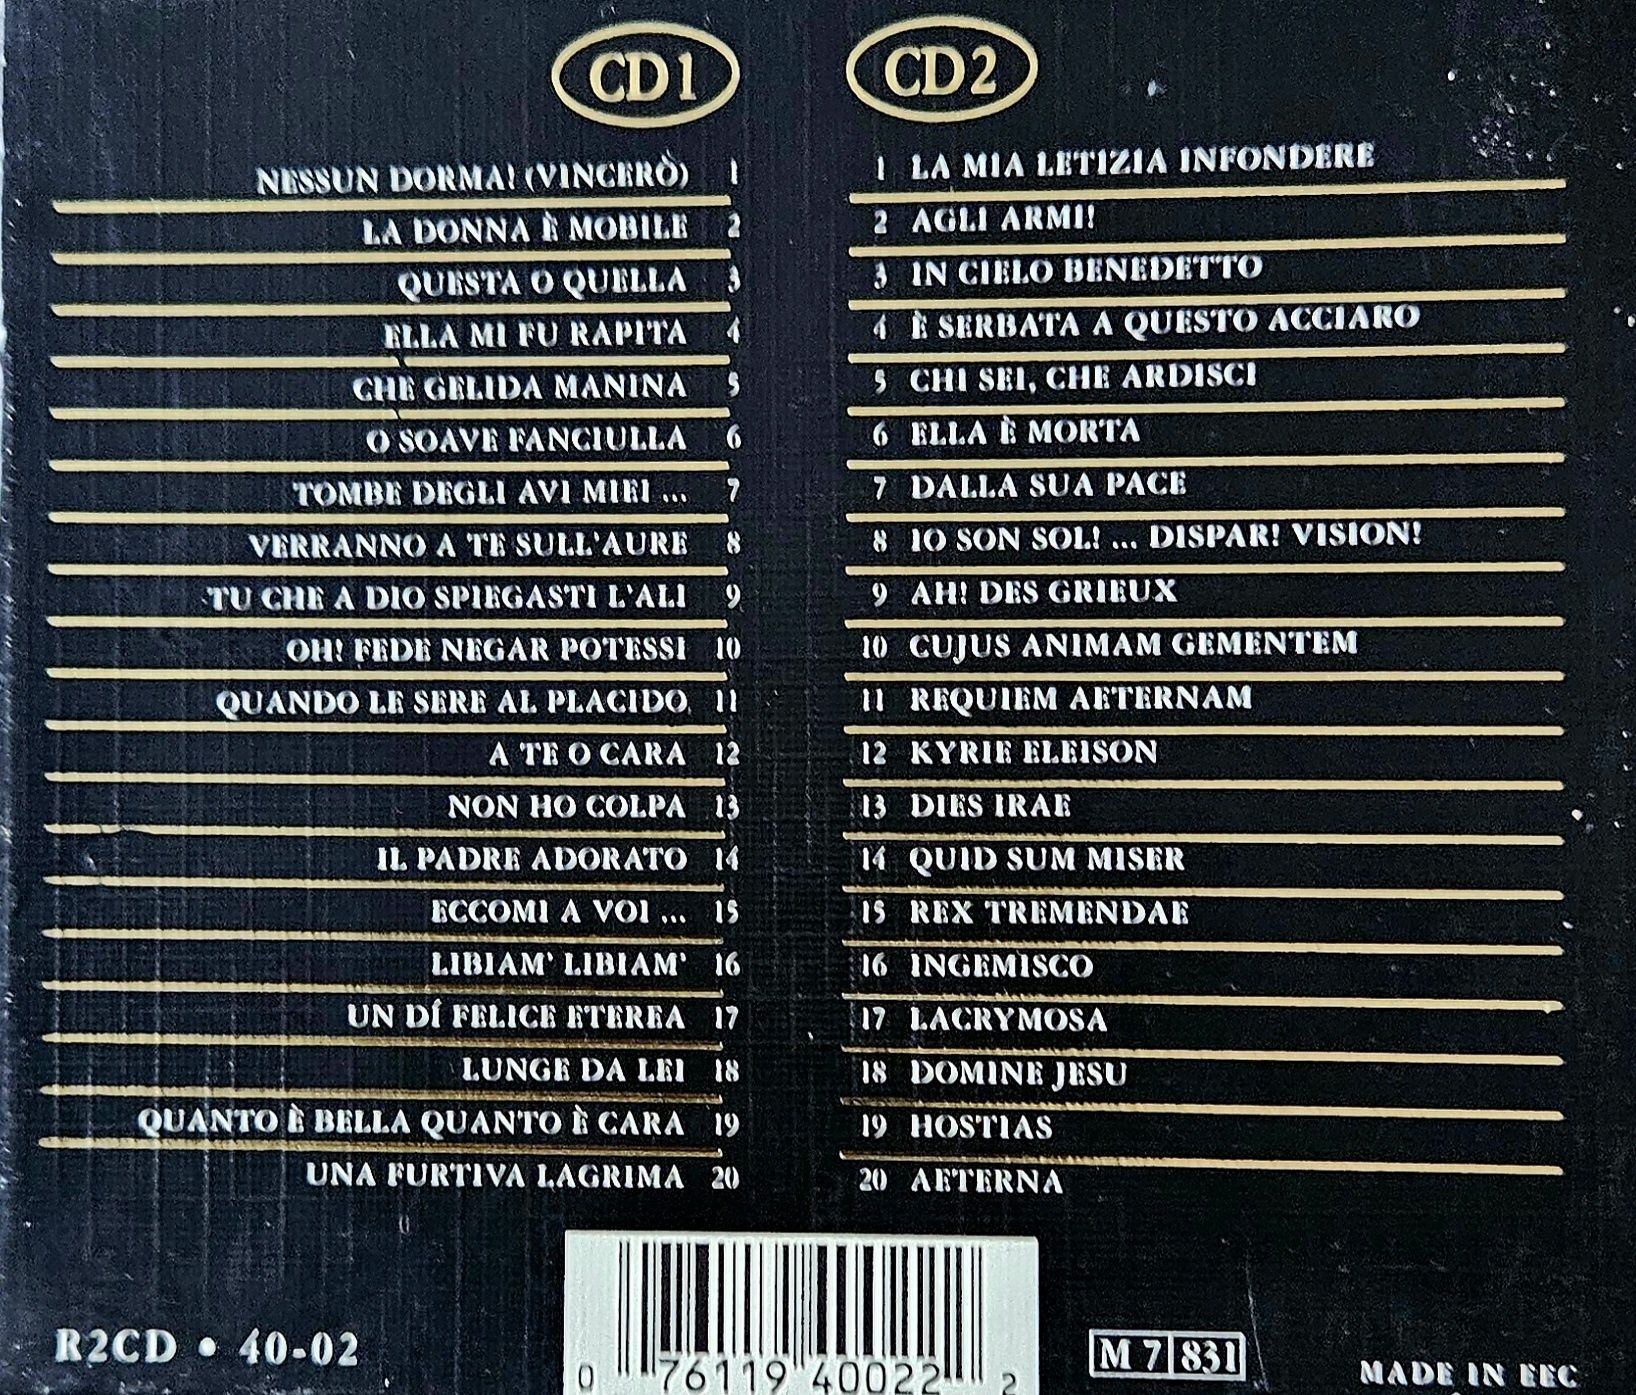 CD1
NESSUN DORMA! (VINCERÒ) 1
LA DONNA È MOBILE 2
QUESTA O QUELLA 3
ELLA MI FU RAPITA 4
CHE GELIDA MANINA 5
O SOAVE FANCIULLA 6
TOMBE DEGLI AVI MIEI ... 7
VERRANNO A TE SULL'AURE 8
TU CHE A DIO SPIEGASTI L'ALI 9
OH! FEDE NEGAR POTESSI 10
QUANDO LE SERE AL PLACIDO 11
A TE O CARA 12
NON HO COLPA 13
IL PADRE ADORATO 14
ECCOMI A VOI ... 15
LIBIAM' LIBIAM' 16
UN DÍ FELICE ETEREA 17
LUNGE DA LEI 18
QUANTO È BELLA QUANTO È CARA 19
UNA FURTIVA LAGRIMA 20
CD2
1 LA MIA LETIZIA INFONDERE
2 AGLI ARMI!
3 IN CIELO BENEDETTO
4 È SERBATA A QUESTO ACCIARO
5 CHI SEI, CHE ARDISCI
6 ELLA È MORTA
7 DALLA SUA PACE
8 IO SON SOL! ... DISPAR! VISION!
9 AH! DES GRIEUX
10 CUJUS ANIMAM GEMENTEM
11 REQUIEM AETERNAM
12 KYRIE ELEISON
13 DIES IRAE
14 QUID SUM MISER
15 REX TREMENDAE
16 INGEMISCO
17 LACRYMOSA
18 DOMINE JESU
19 HOSTIAS
20 AETERNA
R2CD • 40-02
0 76119 40022 2
M 7 831
MADE IN EEC